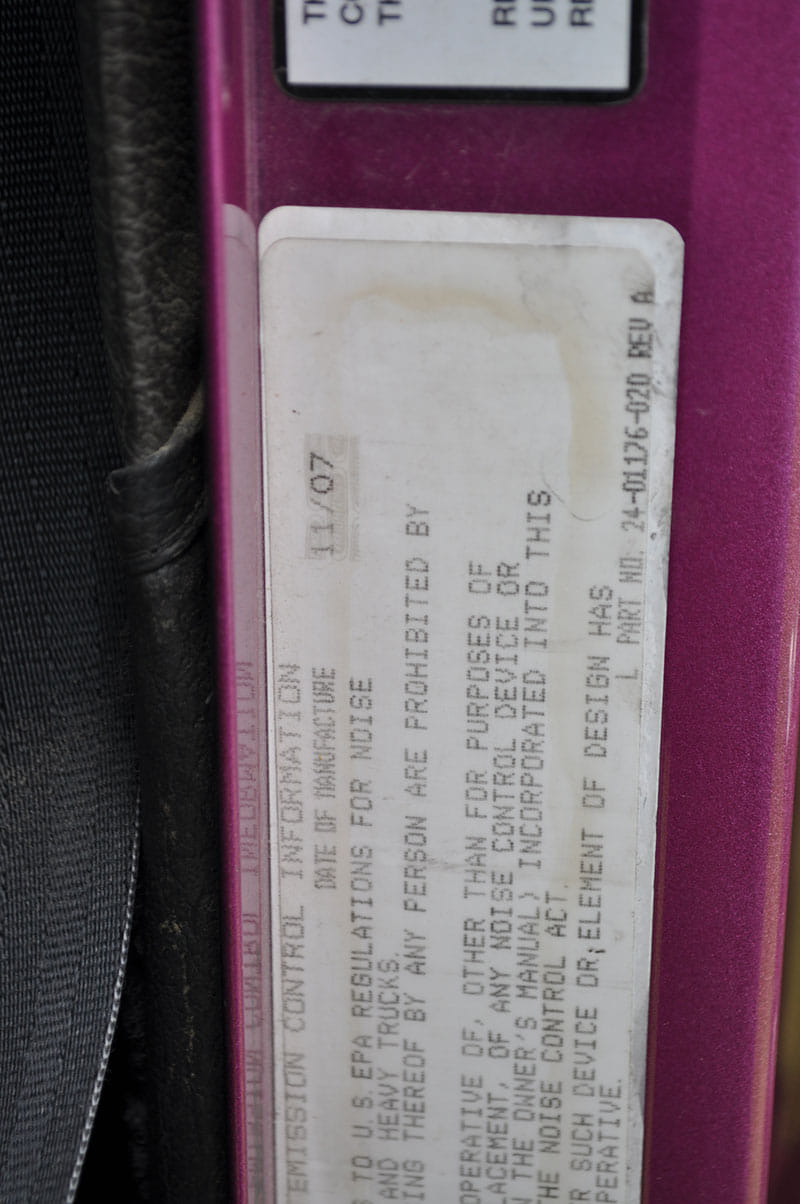 EMISSION CONTROL INFORMATION
DATE OF MANUFACTURE 11/07
TO U.S. EPA REGULATIONS FOR NOISE
AND HEAVY TRUCKS.
ING THEREOF BY ANY PERSON ARE PROHIBITED BY
OPERATIVE OF, OTHER THAN FOR PURPOSES OF
LACEMENT, OF ANY NOISE CONTROL DEVICE OR
THE OWNER'S MANUAL) INCORPORATED INTO THIS
HE NOISE CONTROL ACT.
R SUCH DEVICE OR; ELEMENT OF DESIGN HAS
PERATIVE.
L PART NO. 24-01176-020 REV A